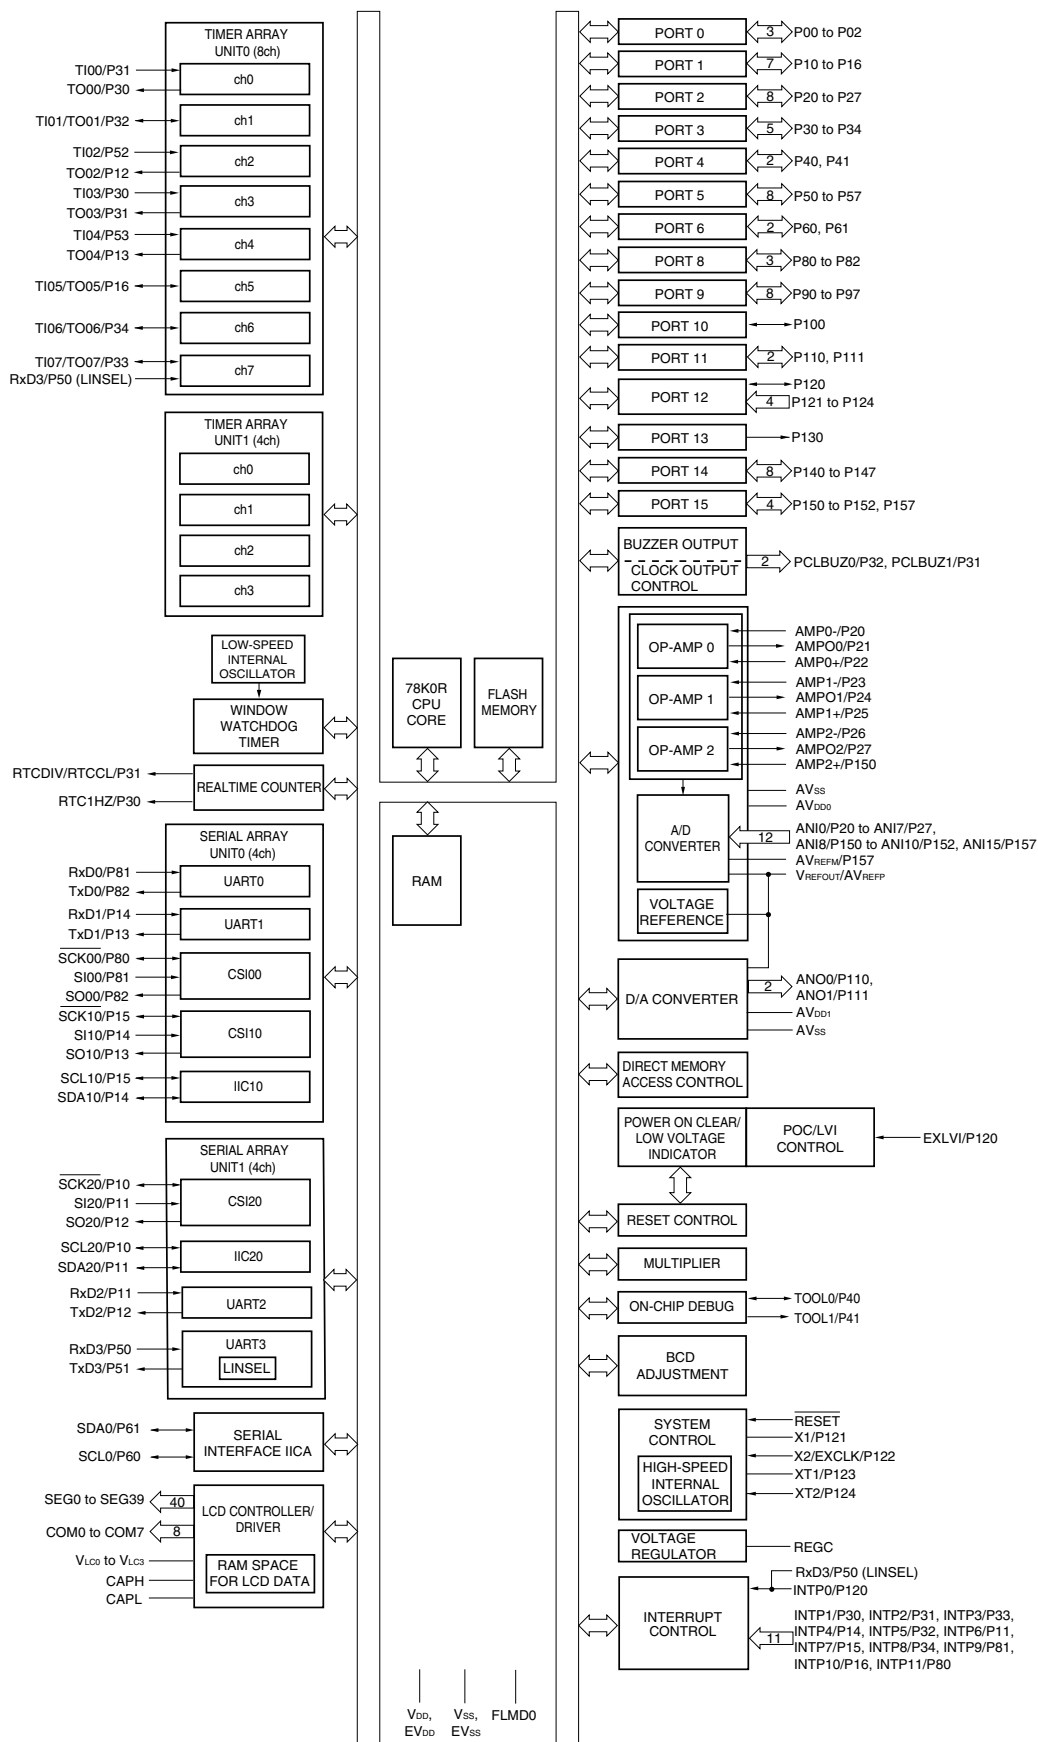 TIMER ARRAY
UNIT0 (8ch)
TI00/P31
TO00/P30
ch0
TI01/TO01/P32
ch1
TI02/P52
TO02/P12
ch2
TI03/P30
TO03/P31
ch3
TI04/P53
TO04/P13
ch4
TI05/TO05/P16
ch5
TI06/TO06/P34
ch6
TI07/TO07/P33
RxD3/P50 (LINSEL)
ch7
TIMER ARRAY
UNIT1 (4ch)
ch0
ch1
ch2
ch3
LOW-SPEED
INTERNAL
OSCILLATOR
WINDOW
WATCHDOG
TIMER
RTCDIV/RTCCL/P31
RTC1HZ/P30
REALTIME COUNTER
SERIAL ARRAY
UNIT0 (4ch)
RxD0/P81
TxD0/P82
UART0
RxD1/P14
TxD1/P13
UART1
SCK00/P80
SI00/P81
SO00/P82
CSI00
SCK10/P15
SI10/P14
SO10/P13
CSI10
SCL10/P15
SDA10/P14
IIC10
SERIAL ARRAY
UNIT1 (4ch)
SCK20/P10
SI20/P11
SO20/P12
CSI20
SCL20/P10
SDA20/P11
IIC20
RxD2/P11
TxD2/P12
UART2
RxD3/P50
TxD3/P51
UART3
LINSEL
SDA0/P61
SCL0/P60
SERIAL
INTERFACE IICA
SEG0 to SEG39
40
COM0 to COM7
8
VLC0 to VLC3
CAPH
CAPL
LCD CONTROLLER/
DRIVER
RAM SPACE
FOR LCD DATA
78K0R
CPU
CORE
FLASH
MEMORY
RAM
VDD,
EVDD
VSS,
EVSS
FLMD0
PORT 0
3
P00 to P02
PORT 1
7
P10 to P16
PORT 2
8
P20 to P27
PORT 3
5
P30 to P34
PORT 4
2
P40, P41
PORT 5
8
P50 to P57
PORT 6
2
P60, P61
PORT 8
3
P80 to P82
PORT 9
8
P90 to P97
PORT 10
P100
PORT 11
2
P110, P111
PORT 12
P120
4
P121 to P124
PORT 13
P130
PORT 14
8
P140 to P147
PORT 15
4
P150 to P152, P157
BUZZER OUTPUT
CLOCK OUTPUT
CONTROL
2
PCLBUZ0/P32, PCLBUZ1/P31
OP-AMP 0
AMP0-/P20
AMPO0/P21
AMP0+/P22
OP-AMP 1
AMP1-/P23
AMPO1/P24
AMP1+/P25
OP-AMP 2
AMP2-/P26
AMPO2/P27
AMP2+/P150
AVSS
AVDD0
A/D
CONVERTER
12
ANI0/P20 to ANI7/P27,
ANI8/P150 to ANI10/P152, ANI15/P157
AVREFM/P157
VREFOUT/AVREFP
VOLTAGE
REFERENCE
D/A CONVERTER
2
ANO0/P110,
ANO1/P111
AVDD1
AVSS
DIRECT MEMORY
ACCESS CONTROL
POWER ON CLEAR/
LOW VOLTAGE
INDICATOR
POC/LVI
CONTROL
EXLVI/P120
RESET CONTROL
MULTIPLIER
ON-CHIP DEBUG
TOOL0/P40
TOOL1/P41
BCD
ADJUSTMENT
SYSTEM
CONTROL
HIGH-SPEED
INTERNAL
OSCILLATOR
RESET
X1/P121
X2/EXCLK/P122
XT1/P123
XT2/P124
VOLTAGE
REGULATOR
REGC
INTERRUPT
CONTROL
RxD3/P50 (LINSEL)
INTP0/P120
11
INTP1/P30, INTP2/P31, INTP3/P33,
INTP4/P14, INTP5/P32, INTP6/P11,
INTP7/P15, INTP8/P34, INTP9/P81,
INTP10/P16, INTP11/P80